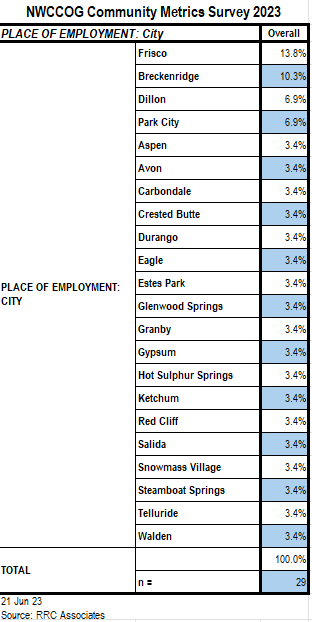 NWCCOG Community Metrics Survey 2023
PLACE OF EMPLOYMENT: City Overall
Frisco 13.8%
Breckenridge 10.3%
Dillon 6.9%
Park City 6.9%
Aspen 3.4%
Avon 3.4%
Carbondale 3.4%
Crested Butte 3.4%
Durango 3.4%
Eagle 3.4%
PLACE OF EMPLOYMENT:
CITY
Estes Park 3.4%
Glenwood Springs 3.4%
Granby 3.4%
Gypsum 3.4%
Hot Sulphur Springs 3.4%
Ketchum 3.4%
Red Cliff 3.4%
Salida 3.4%
Snowmass Village 3.4%
Steamboat Springs 3.4%
Telluride 3.4%
Walden 3.4%
TOTAL 100.0%
n = 29
21 Jun 23
Source: RRC Associates